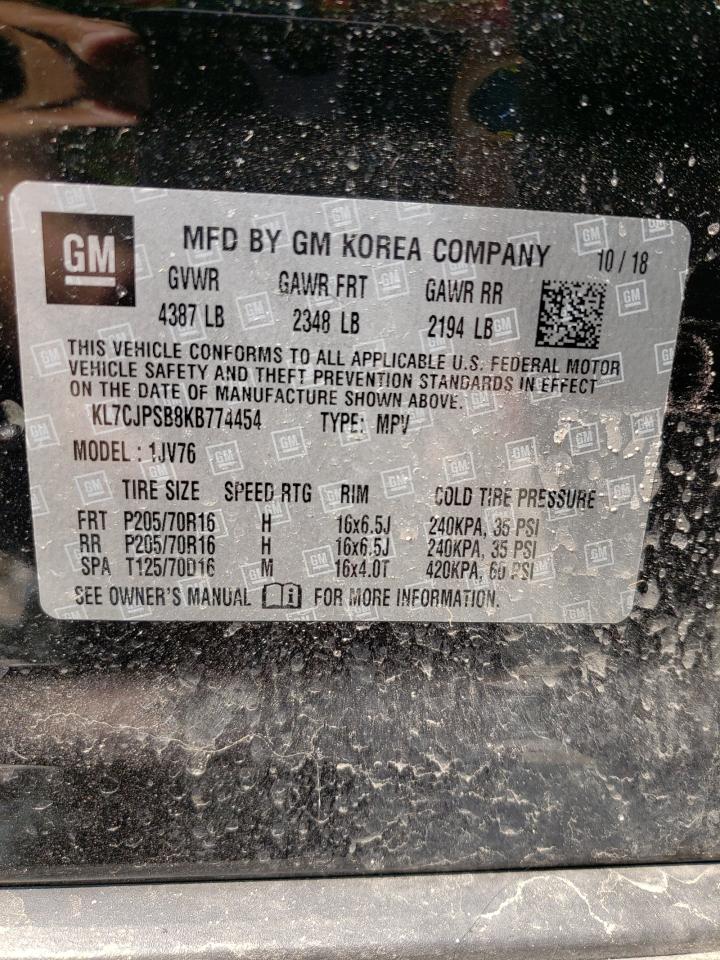 GM
MFD BY GM KOREA COMPANY 10 / 18
GVWR GAWR FRT GAWR RR
4387 LB 2348 LB 2194 LB
THIS VEHICLE CONFORMS TO ALL APPLICABLE U.S. FEDERAL MOTOR
VEHICLE SAFETY AND THEFT PREVENTION STANDARDS IN EFFECT
ON THE DATE OF MANUFACTURE SHOWN ABOVE.
KL7CJPSB8KB774454 TYPE: MPV
MODEL : 1JV76
TIRE SIZE SPEED RTG RIM COLD TIRE PRESSURE
FRT P205/70R16 H 16x6.5J 240KPA, 35 PSI
RR P205/70R16 H 16x6.5J 240KPA, 35 PSI
SPA T125/70D16 M 16x4.0T 420KPA, 60 PSI
SEE OWNER'S MANUAL FOR MORE INFORMATION.